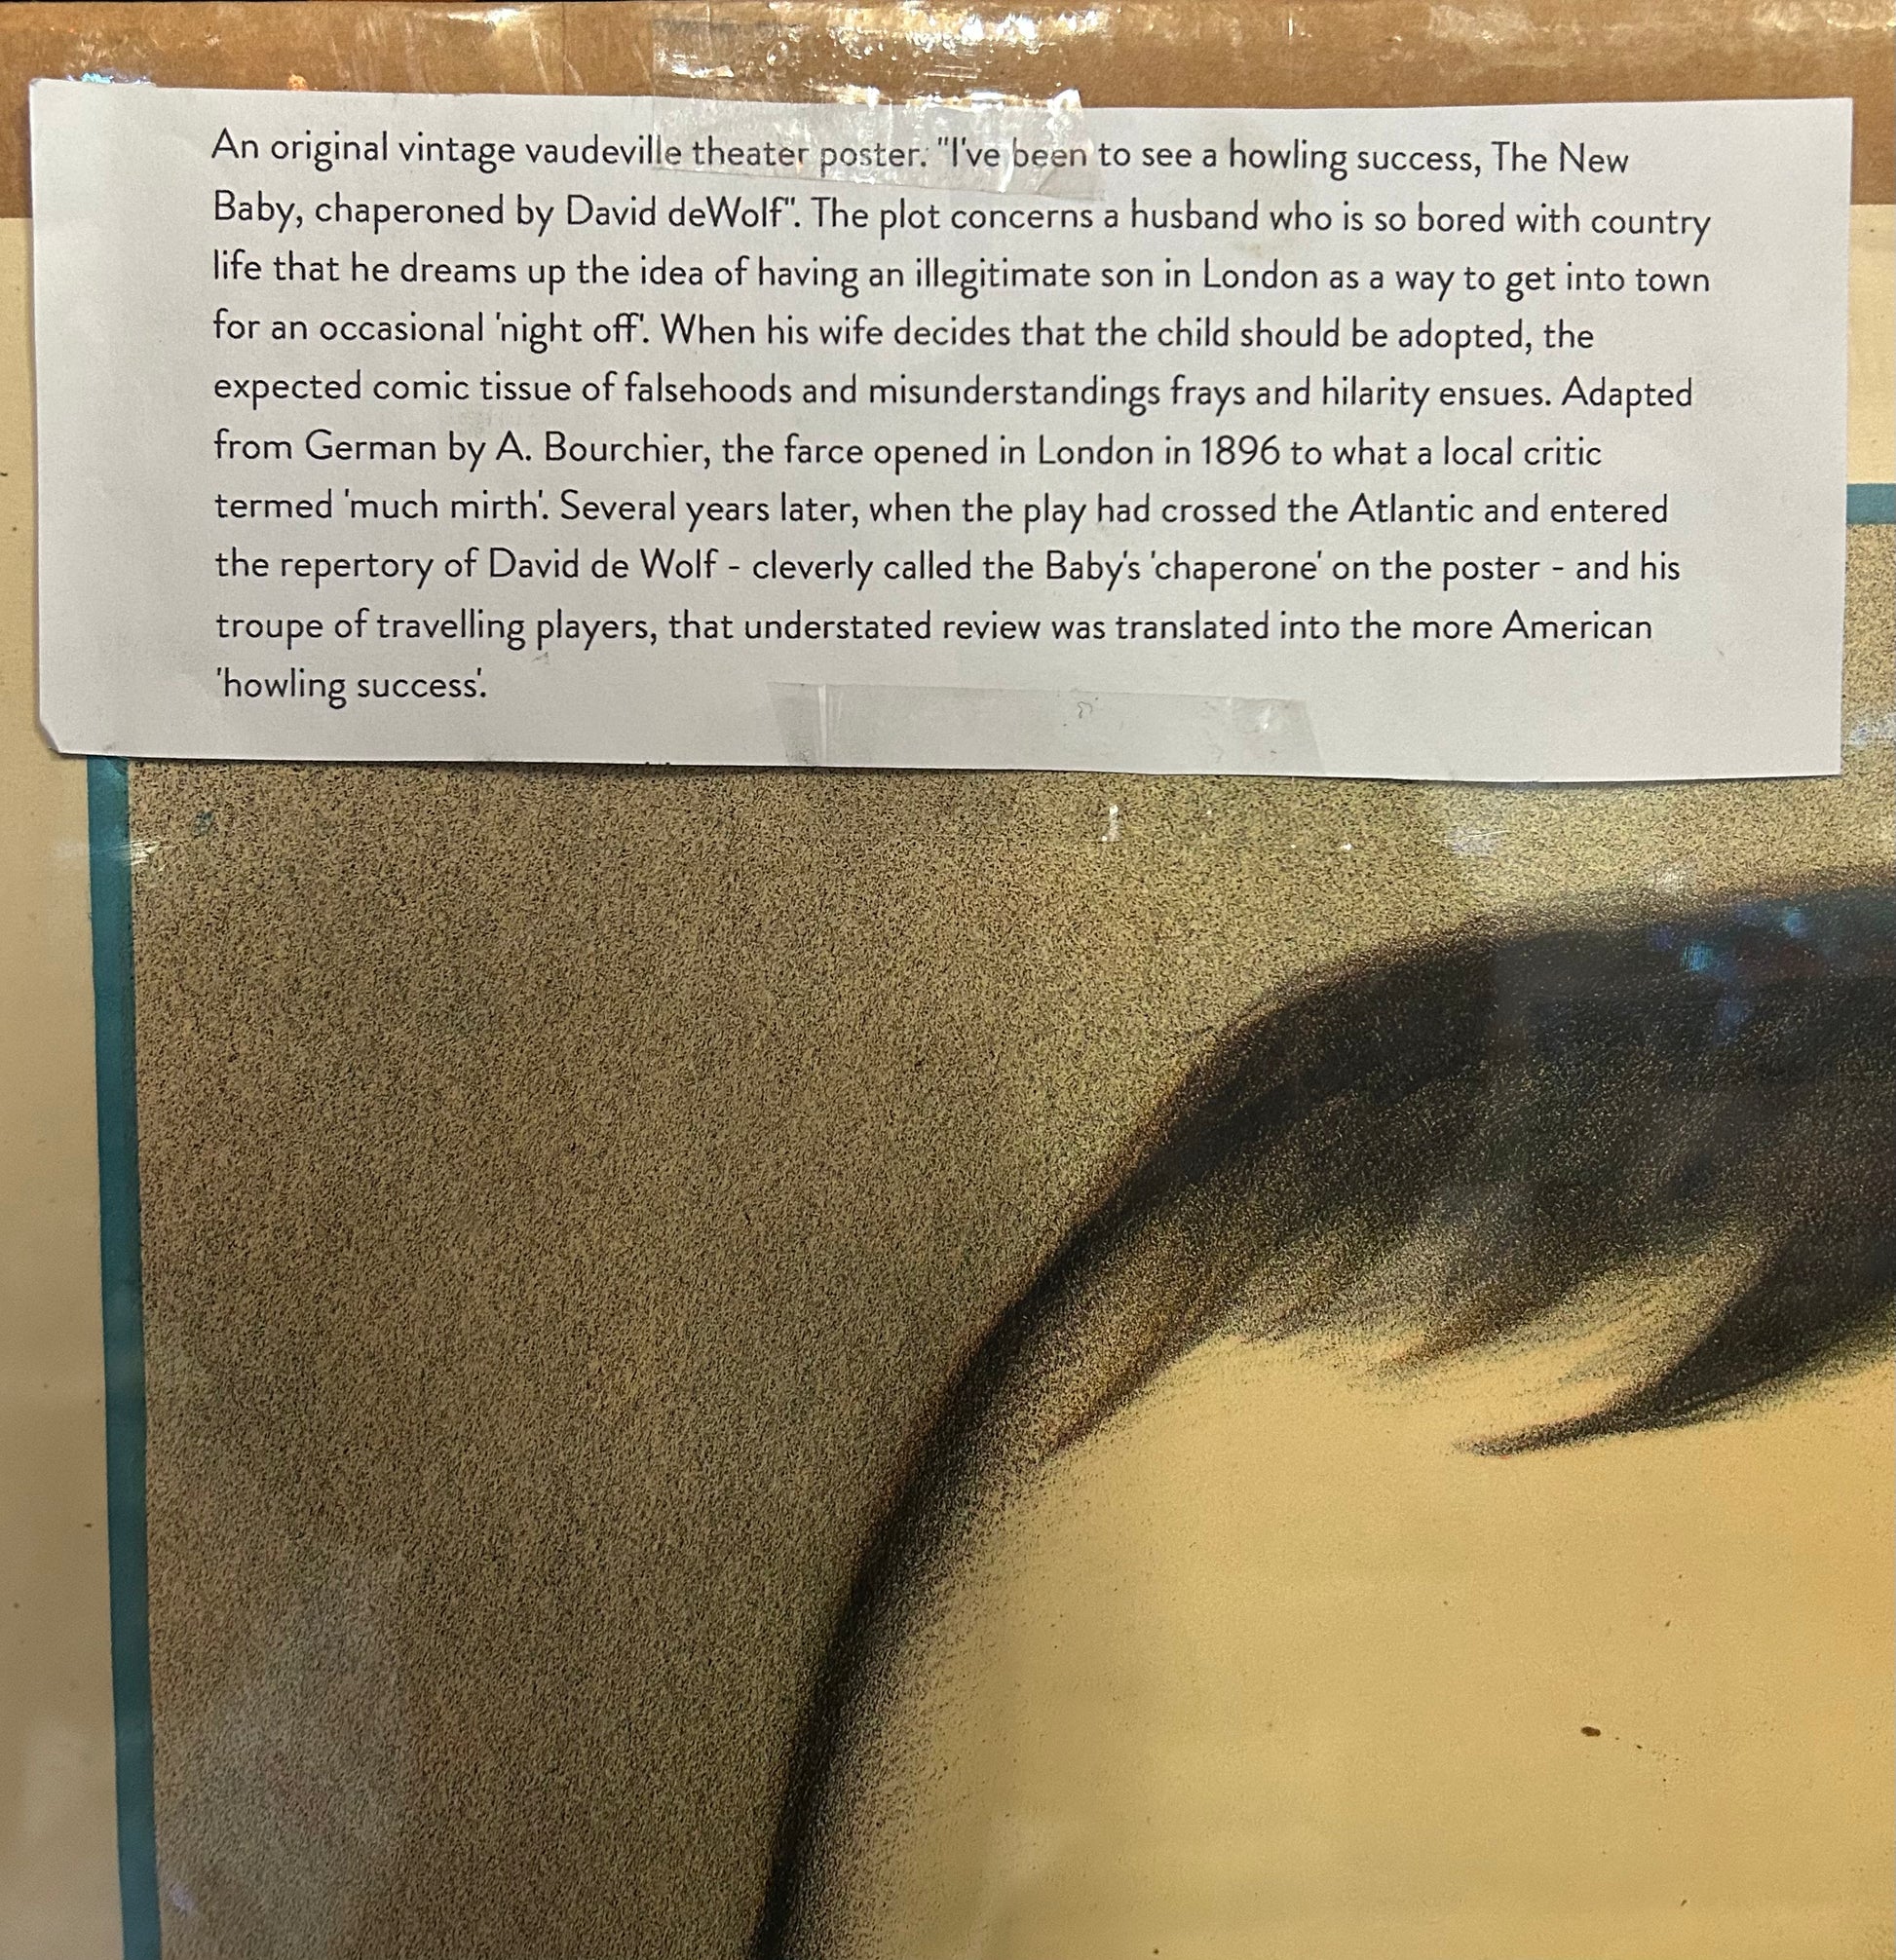 An original vintage vaudeville theater poster. "I've been to see a howling success, The New
Baby, chaperoned by David deWolf". The plot concerns a husband who is so bored with country
life that he dreams up the idea of having an illegitimate son in London as a way to get into town
for an occasional 'night off'. When his wife decides that the child should be adopted, the
expected comic tissue of falsehoods and misunderstandings frays and hilarity ensues. Adapted
from German by A. Bourchier, the farce opened in London in 1896 to what a local critic
termed 'much mirth'. Several years later, when the play had crossed the Atlantic and entered
the repertory of David de Wolf - cleverly called the Baby's 'chaperone' on the poster - and his
troupe of travelling players, that understated review was translated into the more American
'howling success'.